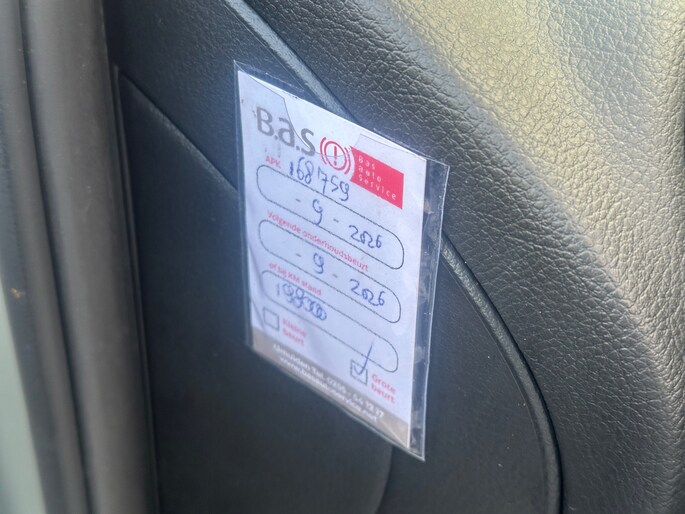 B.a.s
Bas
auto
service
APK
168759
- 9 - 2026
Volgende onderhoudsbeurt
- 9 - 2026
of bij KM stand
Kleine
beurt
Grote
beurt